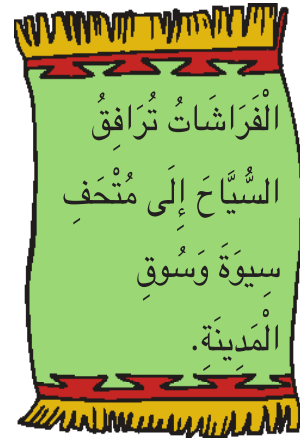 الْفَرَاشَاتُ تُرَافِقُ
السُّيَّاحَ إِلَى مُتْحَفِ
سِيوَةَ وَسُوقِ
الْمَدِينَةِ.